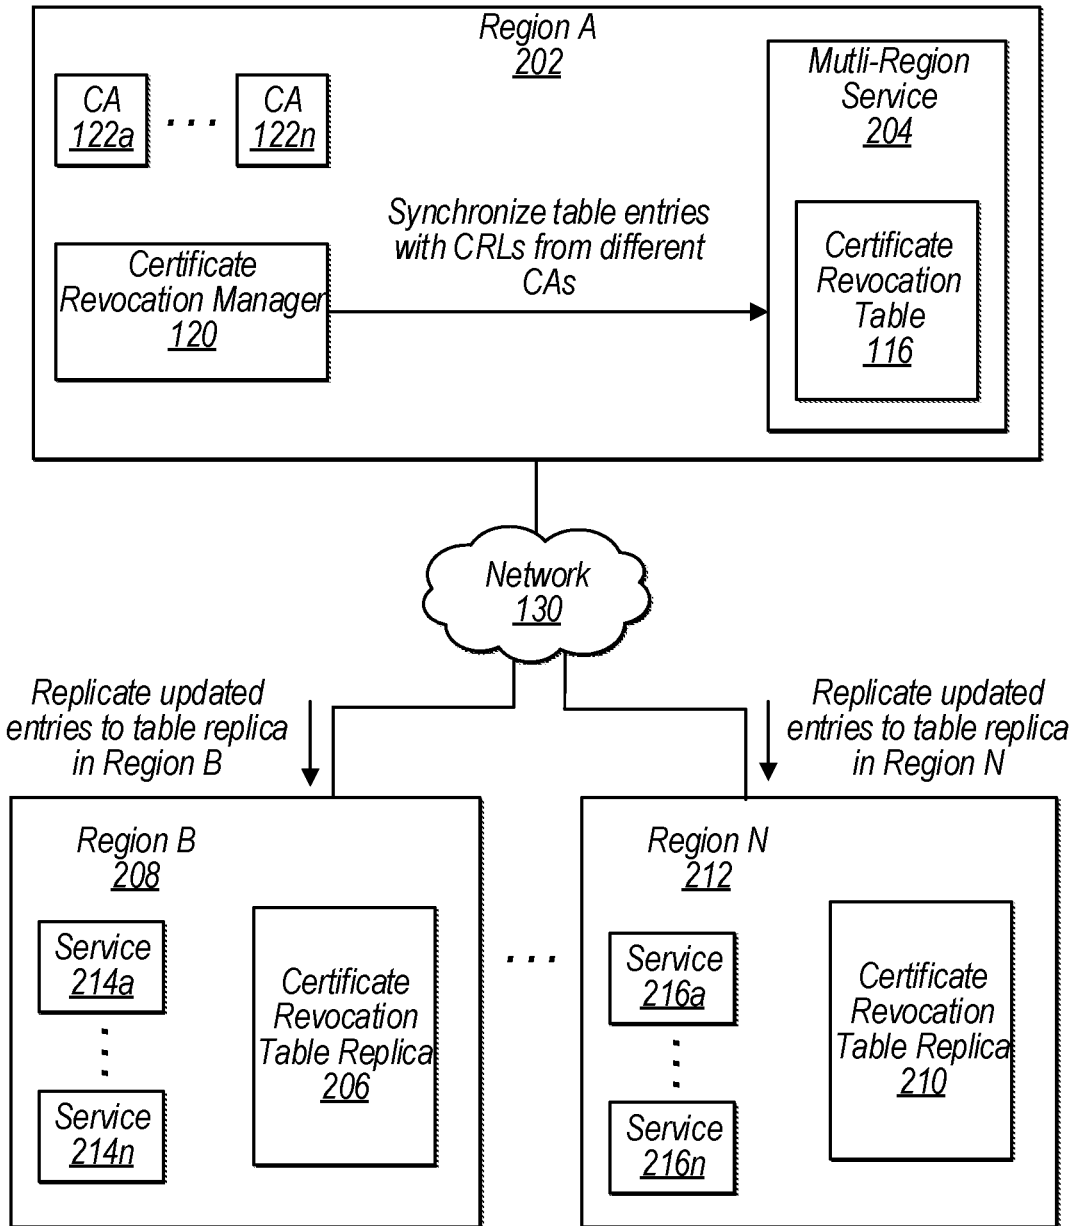 Region A
202
CA
122a
. . .
CA
122n
Mutli-Region
Service
204
Synchronize table entries
with CRLs from different
CAs
Certificate
Revocation Manager
120
Certificate
Revocation
Table
116
Network
130
Replicate updated
entries to table replica
in Region B
Replicate updated
entries to table replica
in Region N
Region B
208
Service
214a
Service
214n
Certificate
Revocation
Table Replica
206
. . .
Region N
212
Service
216a
Service
216n
Certificate
Revocation
Table Replica
210